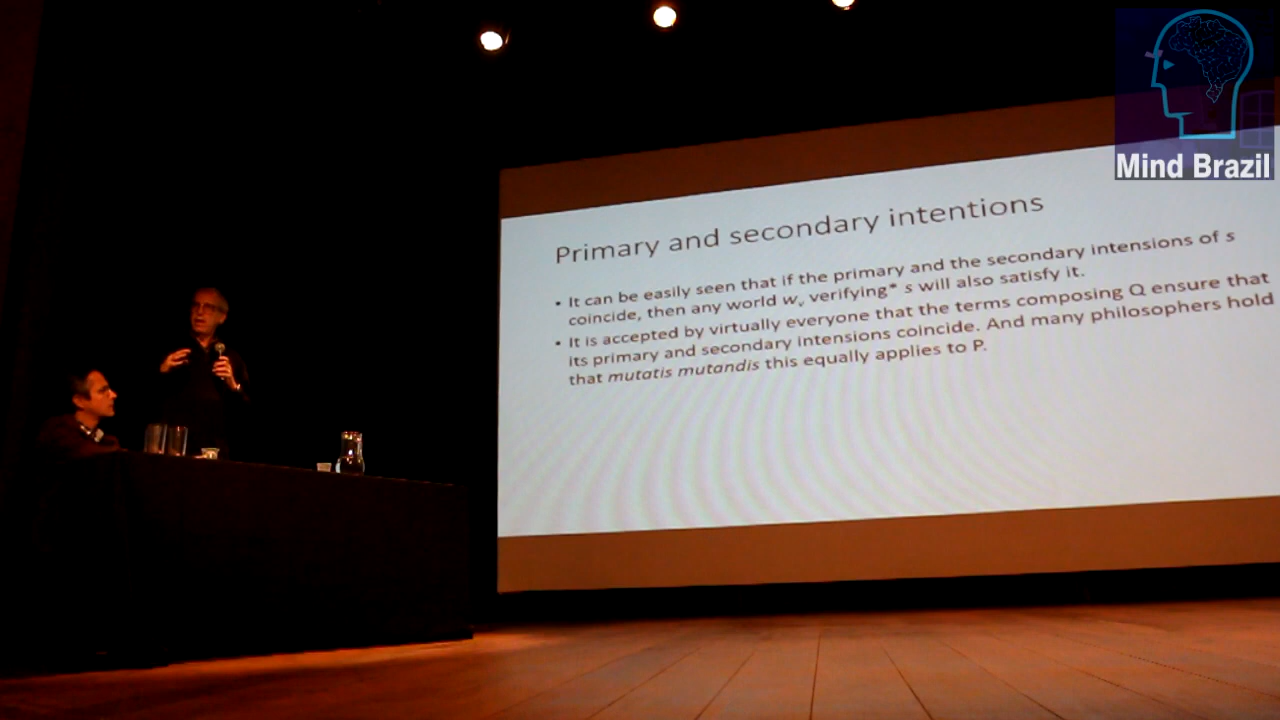 Mind Brazil
Primary and secondary intentions
• It can be easily seen that if the primary and the secondary intensions of s
coincide, then any world wᵥ verifying* s will also satisfy it.
• It is accepted by virtually everyone that the terms composing Q ensure that
its primary and secondary intensions coincide. And many philosophers hold
that mutatis mutandis this equally applies to P.